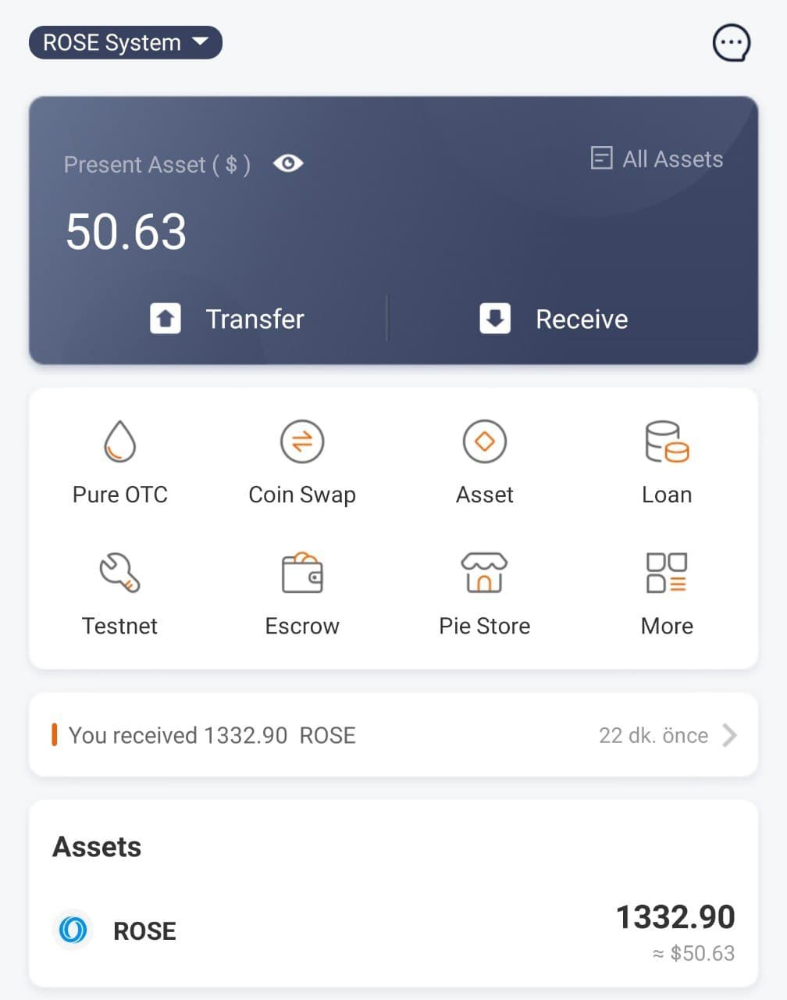 ROSE System
Present Asset ( $ )
All Assets
50.63
Transfer
Receive
Pure OTC
Coin Swap
Asset
Loan
Testnet
Escrow
Pie Store
More
You received 1332.90 ROSE
22 dk. önce
Assets
ROSE
1332.90
≈ $50.63